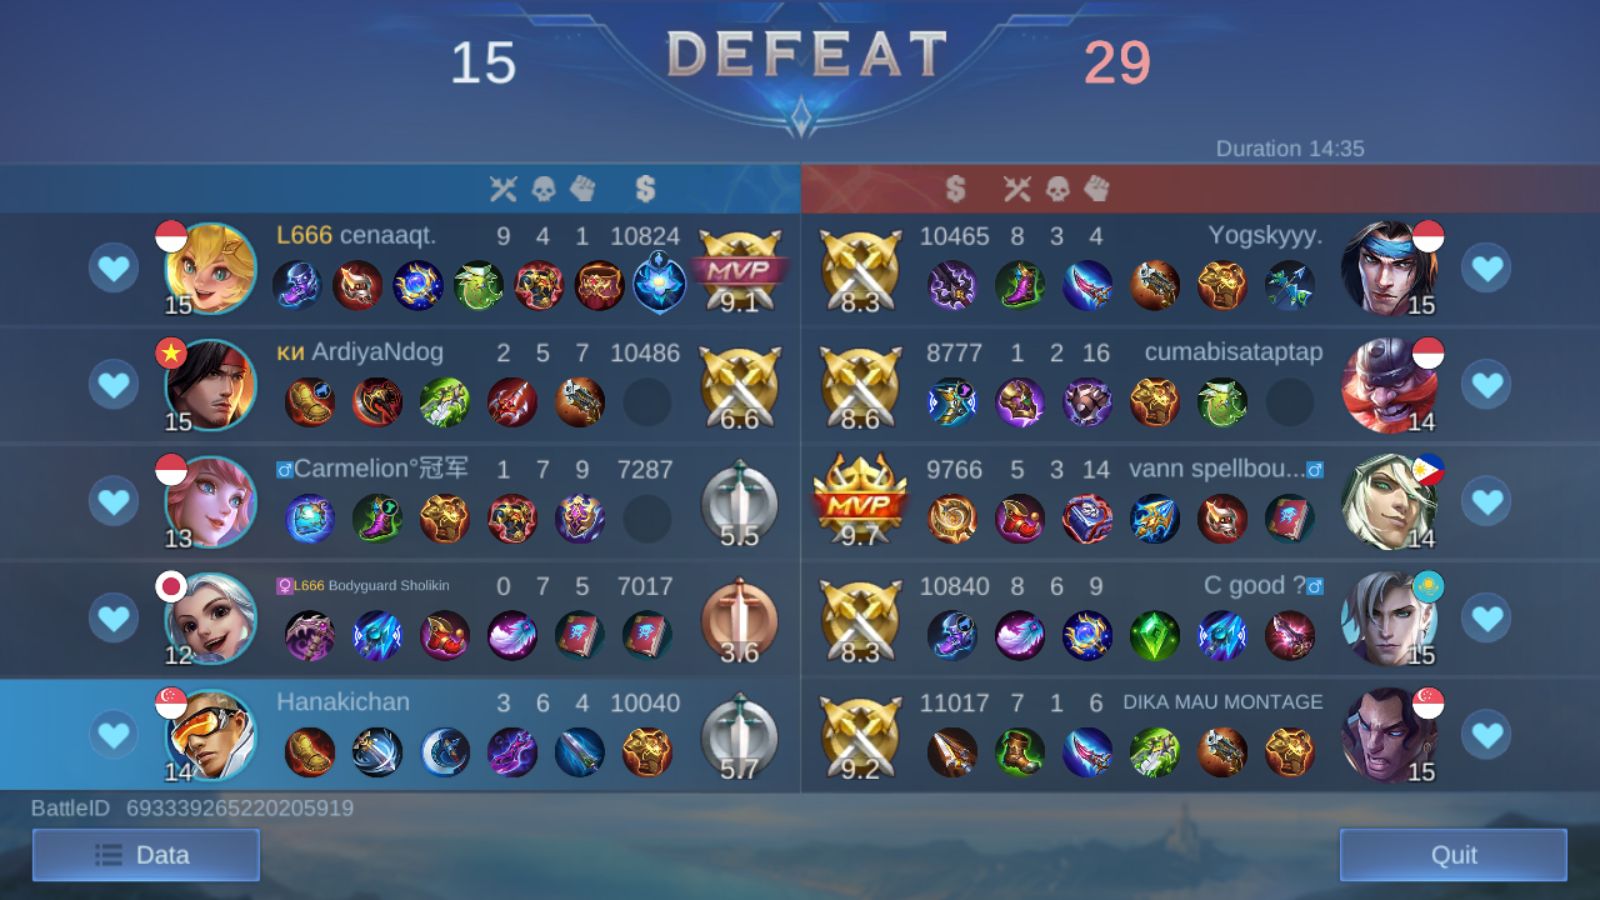 15 DEFEAT 29
Duration 14:35
L666 cenaaqt. 9 4 1 10824 MVP 9.1
15
8.3 10465 8 3 4 Yogskyyy.
15
ки ArdiyaNdog 2 5 7 10486 6.6
15
8.6 8777 1 2 16 cumabisataptap
14
♂Carmelion°冠军 1 7 9 7287 5.5
13
MVP 9.7 9766 5 3 14 vann spellbou...♂
14
♀L666 Bodyguard Sholikin 0 7 5 7017 3.6
12
8.3 10840 8 6 9 C good ?♂
15
Hanakichan 3 6 4 10040 5.7
14
9.2 11017 7 1 6 DIKA MAU MONTAGE
15
BattleID 693339265220205919
Data
Quit